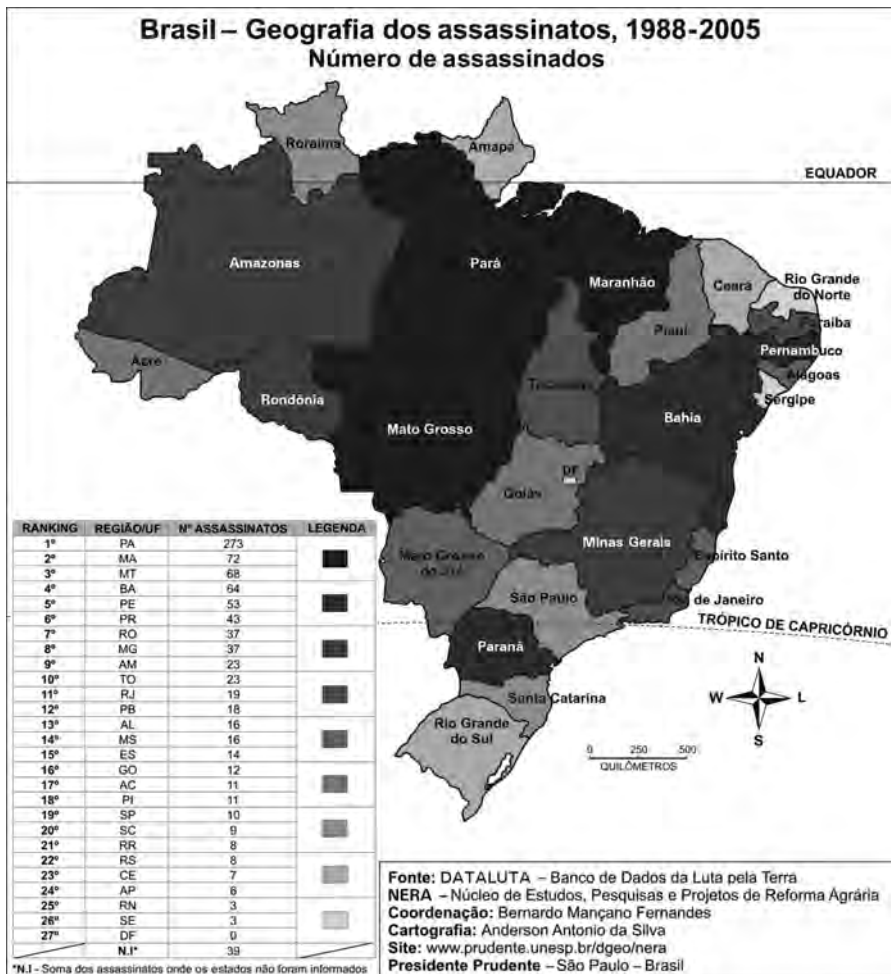 Brasil – Geografia dos assassinatos, 1988-2005
Número de assassinados
Roraima
Amapá
EQUADOR
Amazonas
Pará
Maranhão
Ceará
Rio Grande
do Norte
Paraíba
Piauí
Pernambuco
Acre
Alagoas
Sergipe
Tocantins
Rondônia
Bahia
Mato Grosso
DF
Goiás
Minas Gerais
Espírito Santo
Mato Grosso
do Sul
São Paulo
de Janeiro
TRÓPICO DE CAPRICÓRNIO
Paraná
Santa Catarina
Rio Grande
do Sul
N
W
L
S
0 250 500
QUILÔMETROS
RANKING REGIÃO/UF Nº ASSASSINATOS LEGENDA
1º PA 273
2º MA 72
3º MT 68
4º BA 64
5º PE 53
6º PR 43
7º RO 37
8º MG 37
9º AM 23
10º TO 23
11º RJ 19
12º PB 18
13º AL 16
14º MS 16
15º ES 14
16º GO 12
17º AC 11
18º PI 11
19º SP 10
20º SC 9
21º RR 8
22º RS 8
23º CE 7
24º AP 6
25º RN 3
26º SE 3
27º DF 0
N.I* 39
*N.I - Soma dos assassinatos onde os estados não foram informados
Fonte: DATALUTA – Banco de Dados da Luta pela Terra
NERA – Núcleo de Estudos, Pesquisas e Projetos de Reforma Agrária
Coordenação: Bernardo Mançano Fernandes
Cartografia: Anderson Antonio da Silva
Site: www.prudente.unesp.br/dgeo/nera
Presidente Prudente – São Paulo – Brasil